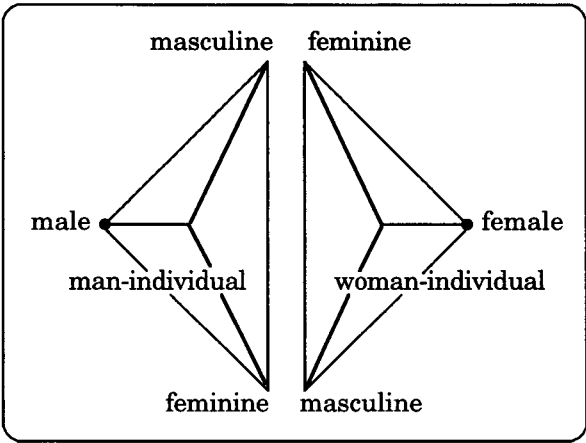 masculine feminine
male female
man-individual woman-individual
feminine masculine